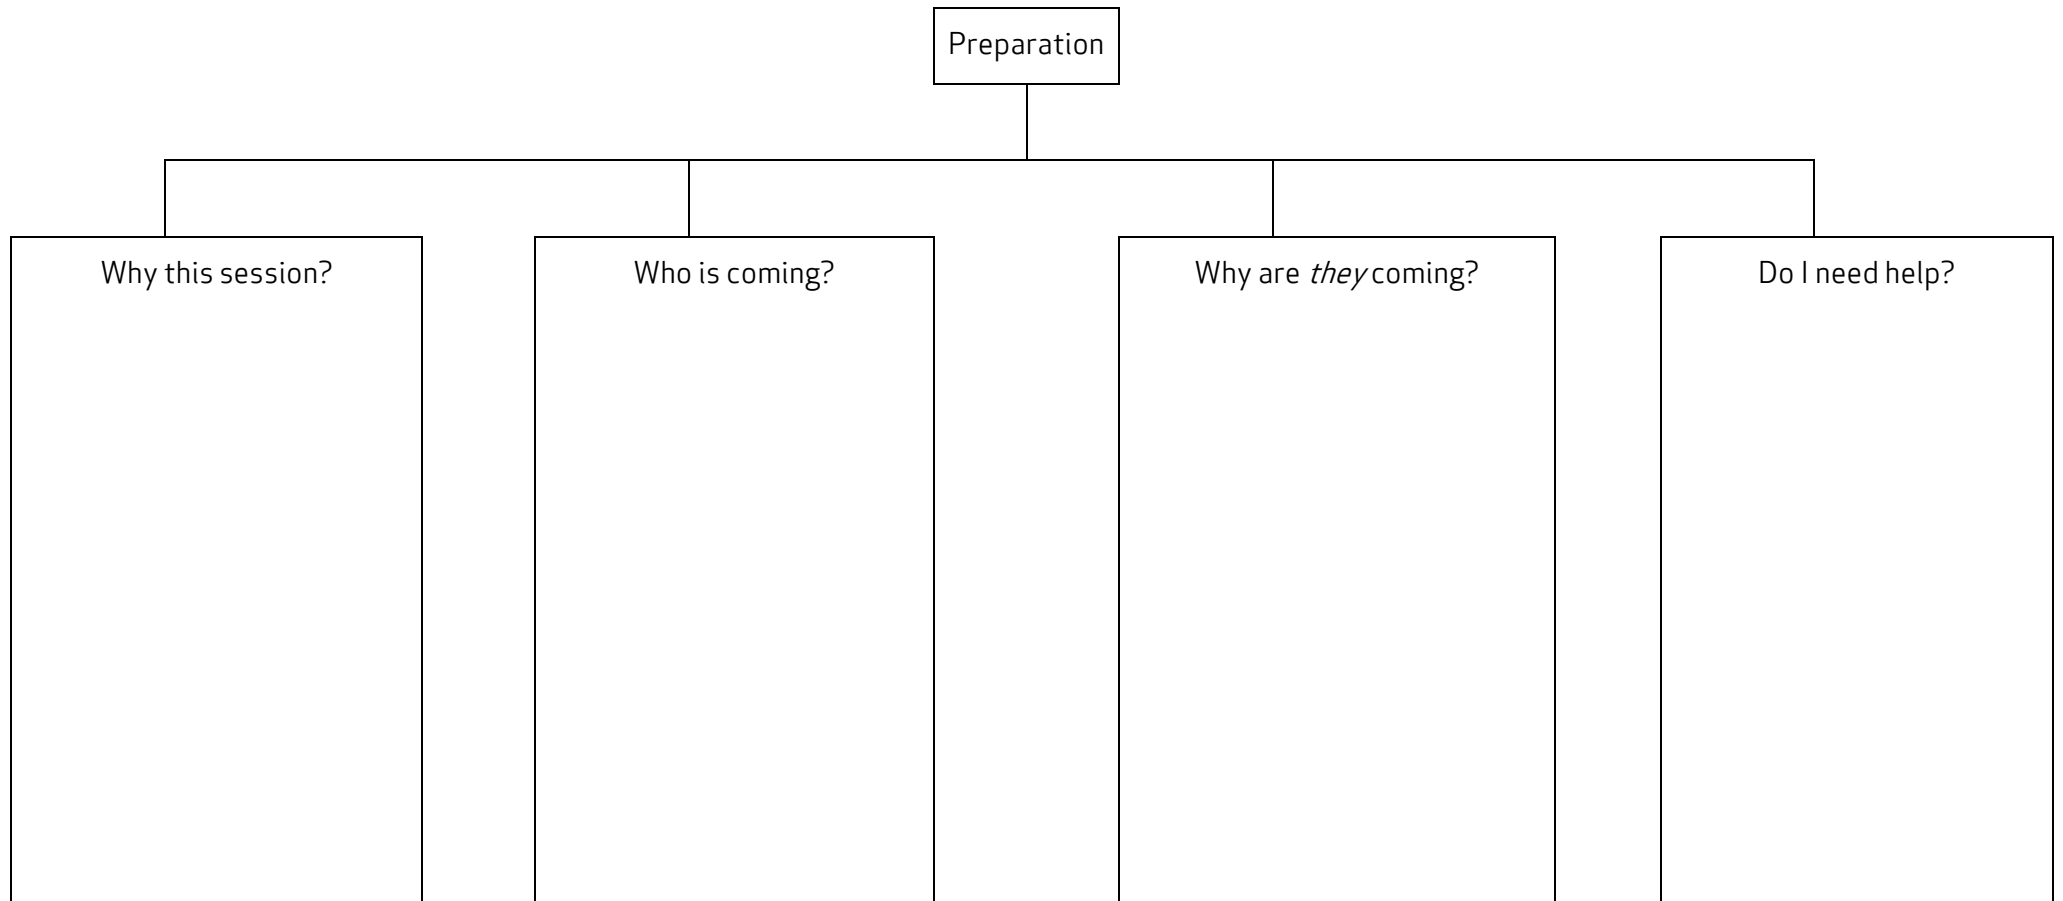 Preparation
Why this session?
Who is coming?
Why are they coming?
Do I need help?